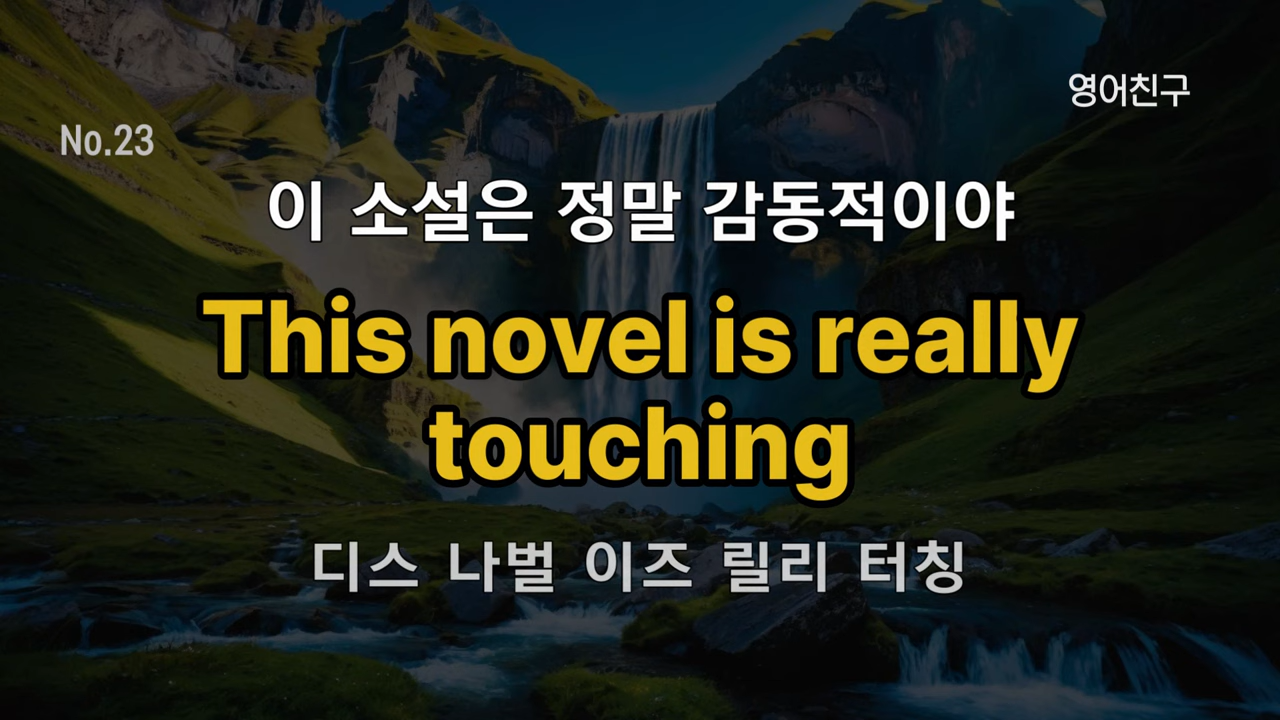 영어친구
No.23
이 소설은 정말 감동적이야
This novel is really
touching
디스 나벌 이즈 릴리 터칭